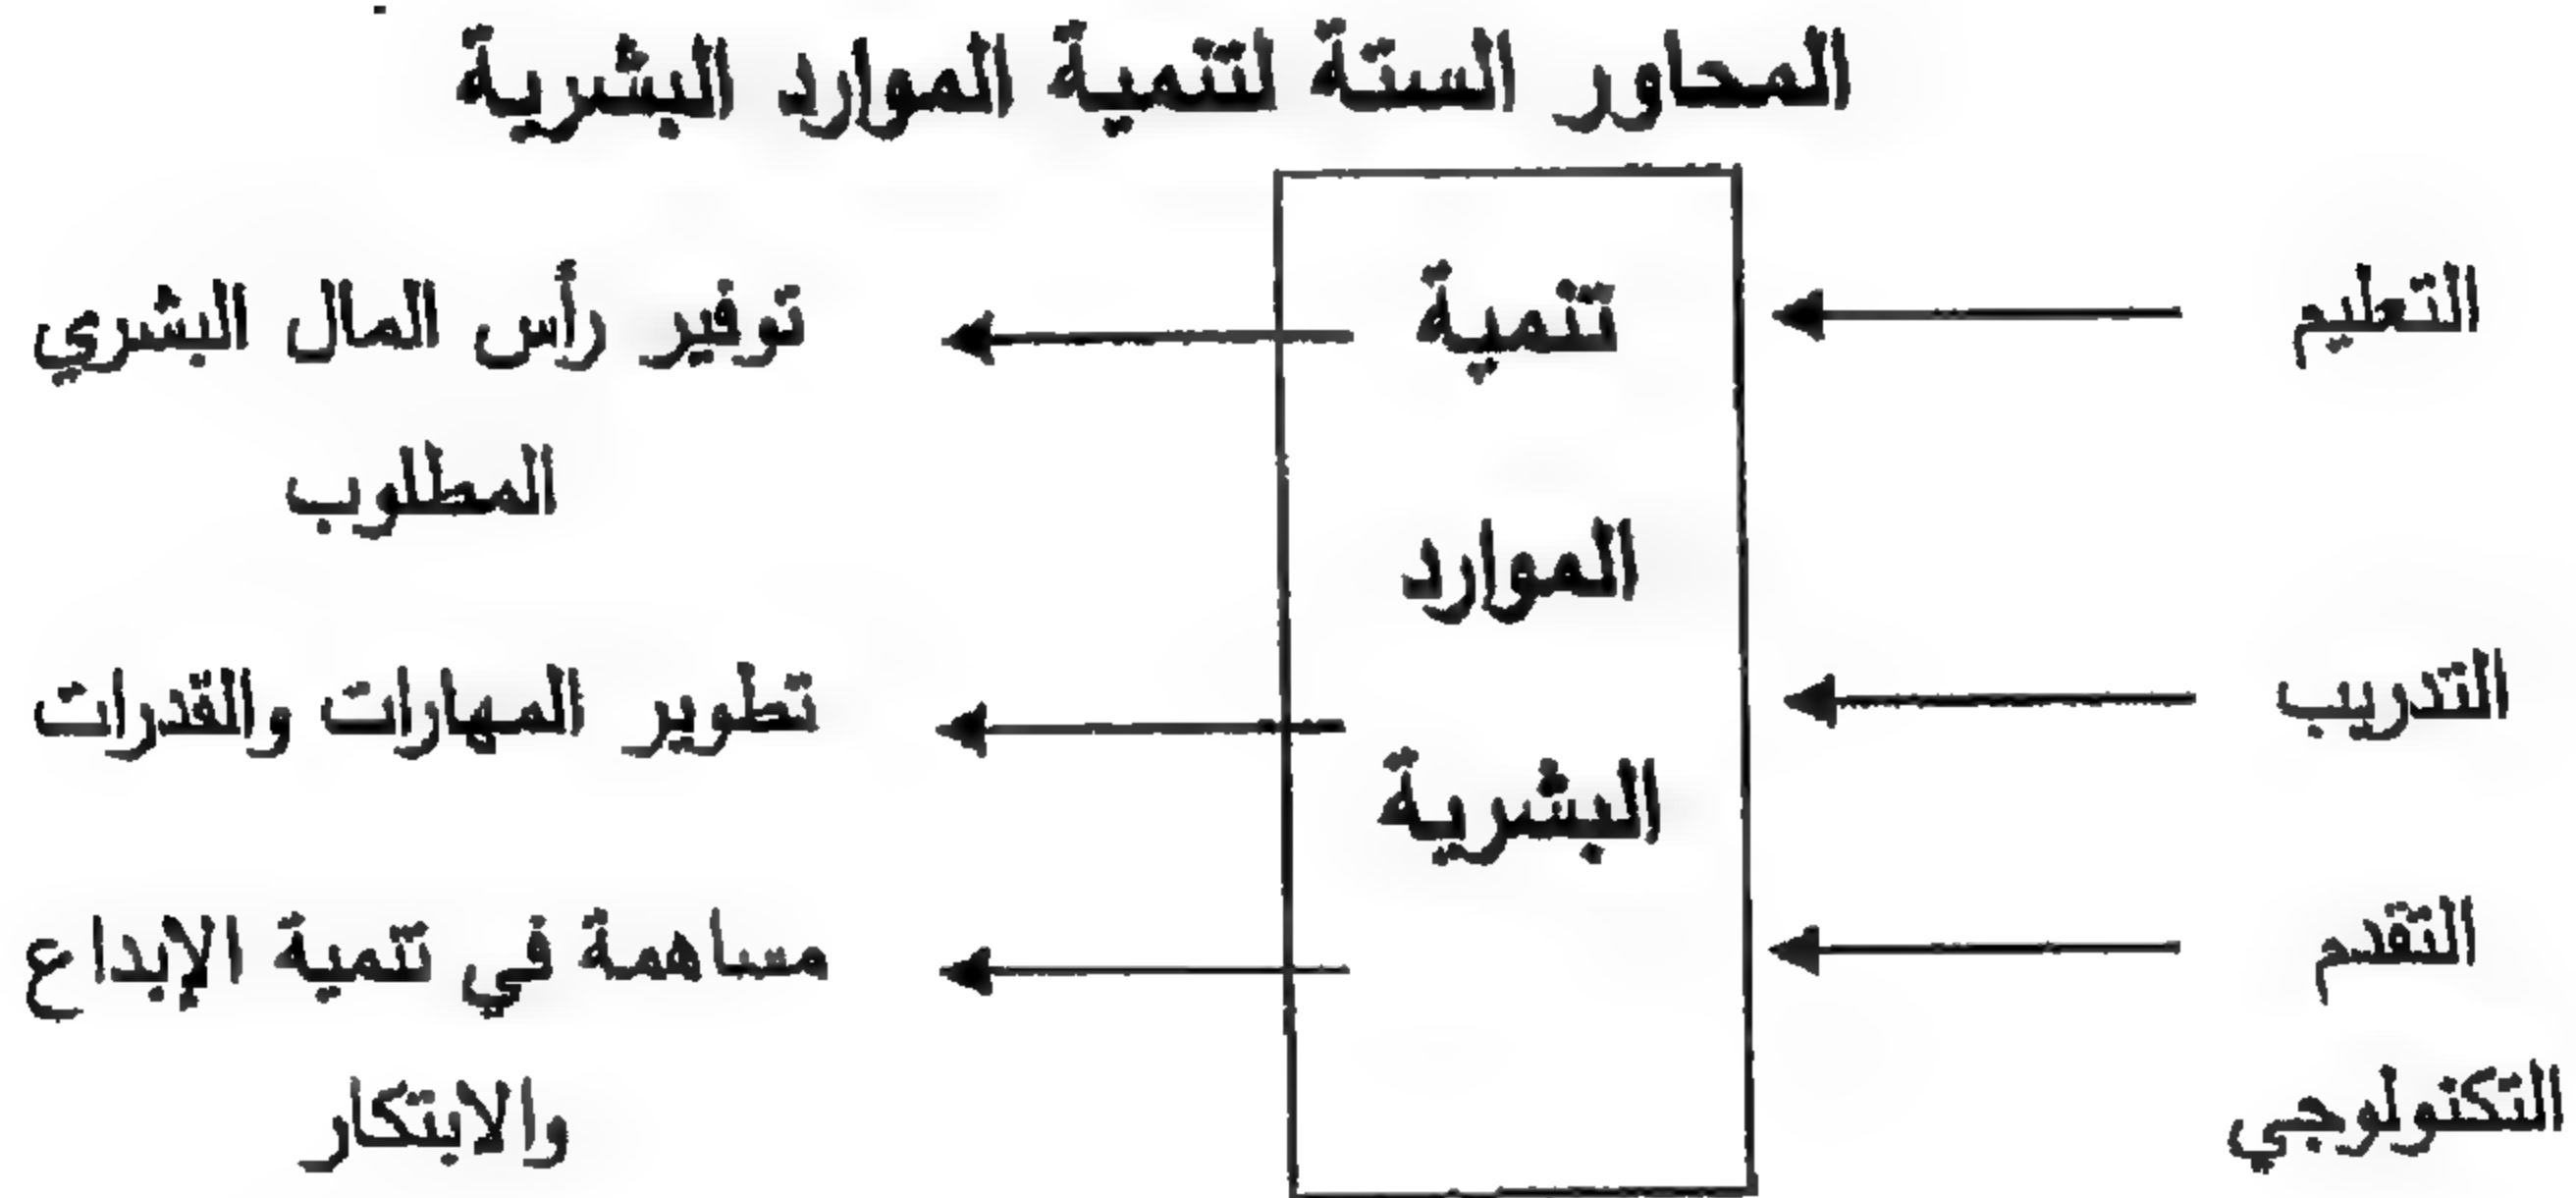 المحاور الستة لتنمية الموارد البشرية
التعليم
تنمية
توفير رأس المال البشري
المطلوب
الموارد
التدريب
تطوير المهارات والقدرات
البشرية
التقدم
مساهمة في تنمية الإبداع
التكنولوجي
والابتكار